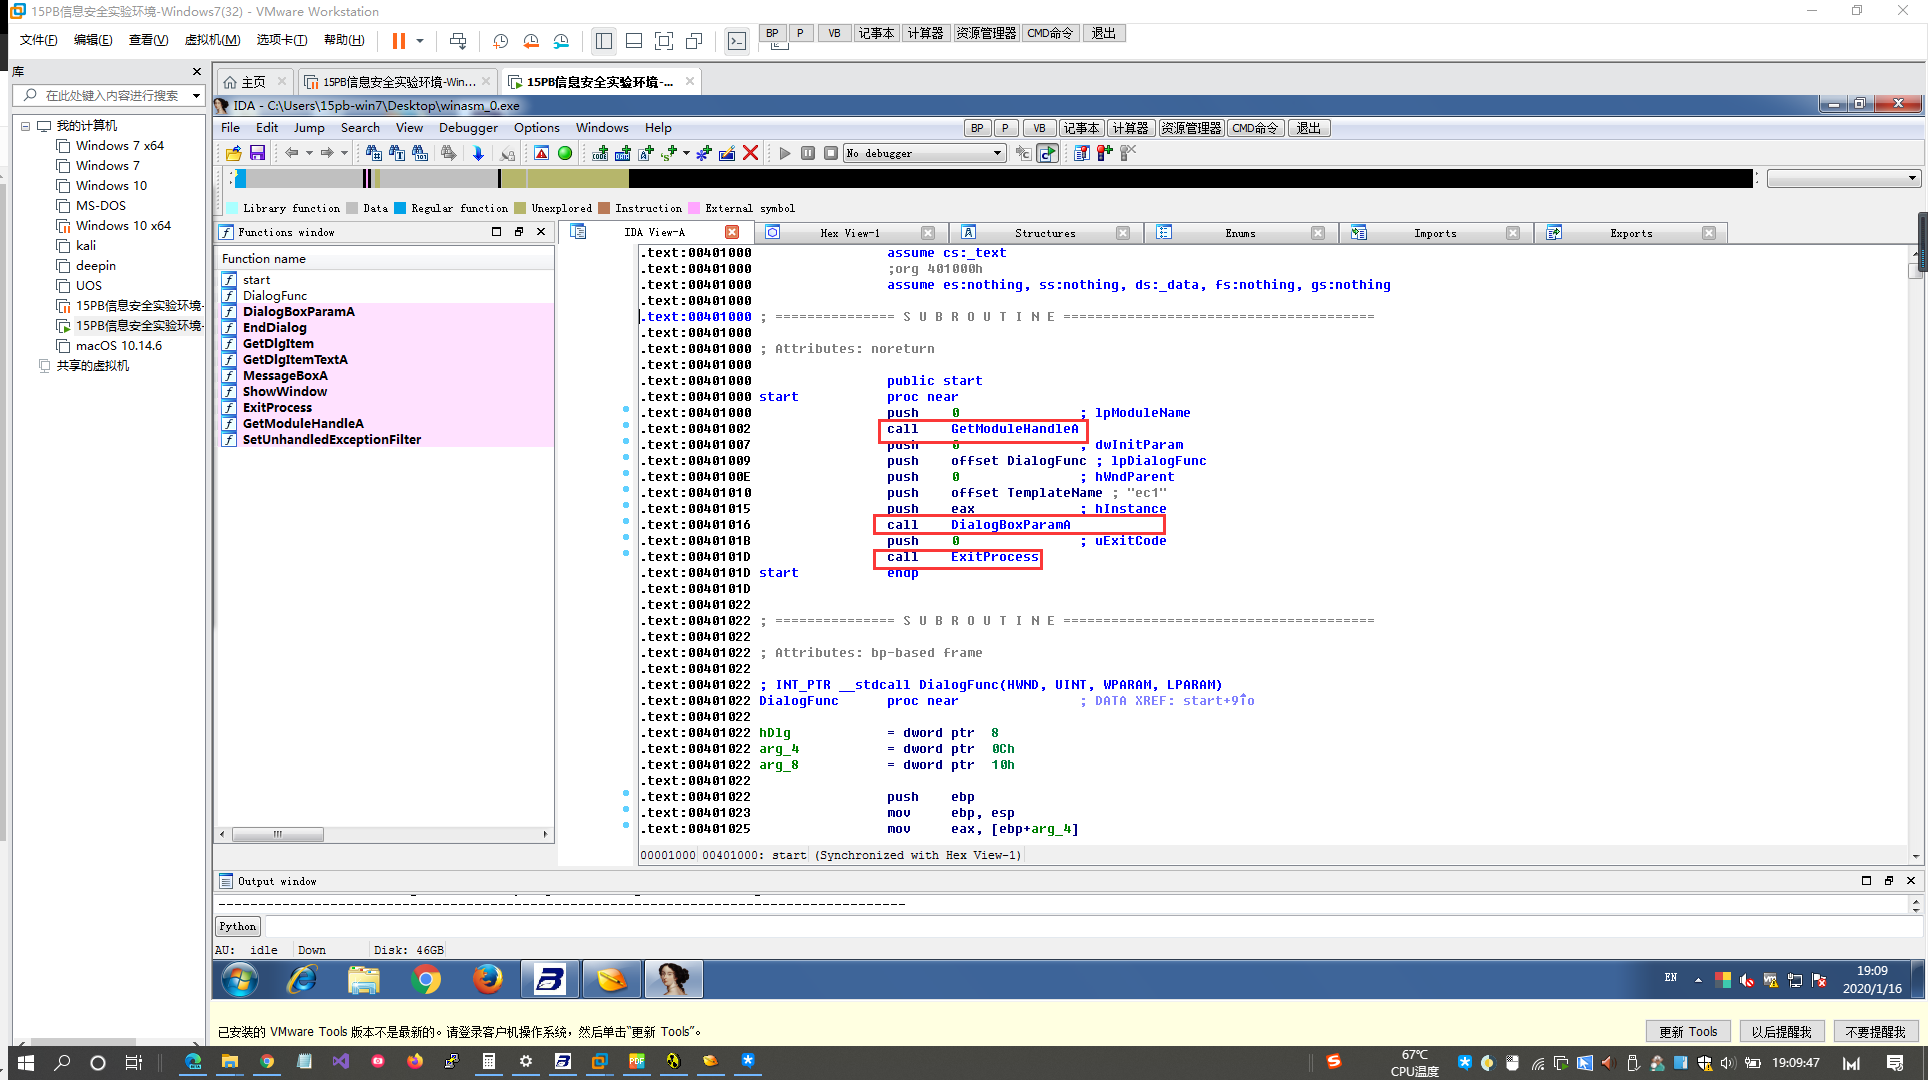 15PB信息安全实验环境-Windows7(32) - VMware Workstation
文件(F) 编辑(E) 查看(V) 虚拟机(M) 选项卡(T) 帮助(H)
BP P VB 记事本 计算器 资源管理器 CMD命令 退出
库
在此处键入内容进行搜索
我的计算机
Windows 7 x64
Windows 7
Windows 10
MS-DOS
Windows 10 x64
kali
deepin
UOS
15PB信息安全实验环境-
15PB信息安全实验环境-
macOS 10.14.6
共享的虚拟机
主页 15PB信息安全实验环境-Win... 15PB信息安全实验环境-...
IDA - C:\Users\15pb-win7\Desktop\winasm_0.exe
File Edit Jump Search View Debugger Options Windows Help
BP P VB 记事本 计算器 资源管理器 CMD命令 退出
No debugger
Library function Data Regular function Unexplored Instruction External symbol
Functions window
Function name
start
DialogFunc
DialogBoxParamA
EndDialog
GetDlgItem
GetDlgItemTextA
MessageBoxA
ShowWindow
ExitProcess
GetModuleHandleA
SetUnhandledExceptionFilter
IDA View-A Hex View-1 Structures Enums Imports Exports
.text:00401000 assume cs:_text
.text:00401000 ;org 401000h
.text:00401000 assume es:nothing, ss:nothing, ds:_data, fs:nothing, gs:nothing
.text:00401000
.text:00401000 ; =============== S U B R O U T I N E =======================================
.text:00401000
.text:00401000 ; Attributes: noreturn
.text:00401000
.text:00401000 public start
.text:00401000 start proc near
.text:00401000 push 0 ; lpModuleName
.text:00401002 call GetModuleHandleA
.text:00401007 push 0 ; dwInitParam
.text:00401009 push offset DialogFunc ; lpDialogFunc
.text:0040100E push 0 ; hWndParent
.text:00401010 push offset TemplateName ; "ec1"
.text:00401015 push eax ; hInstance
.text:00401016 call DialogBoxParamA
.text:0040101B push 0 ; uExitCode
.text:0040101D call ExitProcess
.text:0040101D start endp
.text:0040101D
.text:00401022
.text:00401022 ; =============== S U B R O U T I N E =======================================
.text:00401022
.text:00401022 ; Attributes: bp-based frame
.text:00401022
.text:00401022 ; INT_PTR __stdcall DialogFunc(HWND, UINT, WPARAM, LPARAM)
.text:00401022 DialogFunc proc near ; DATA XREF: start+9↑o
.text:00401022
.text:00401022 hDlg = dword ptr 8
.text:00401022 arg_4 = dword ptr 0Ch
.text:00401022 arg_8 = dword ptr 10h
.text:00401022
.text:00401022 push ebp
.text:00401023 mov ebp, esp
.text:00401025 mov eax, [ebp+arg_4]
00001000 00401000: start (Synchronized with Hex View-1)
Output window
Python
AU: idle Down Disk: 46GB
EN
19:09
2020/1/16
已安装的 VMware Tools 版本不是最新的。请登录客户机操作系统，然后单击“更新 Tools”。
更新 Tools 以后提醒我 不要提醒我
67℃
CPU温度
19:09:47